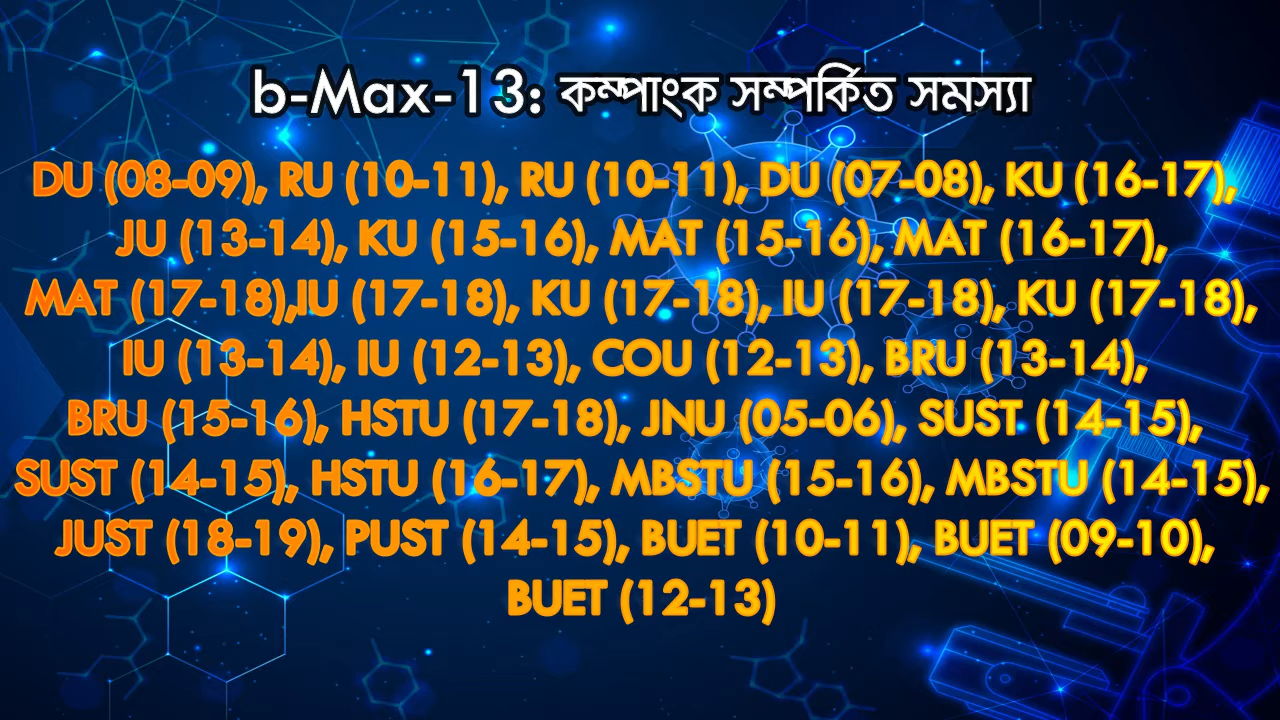 b-Max-13: কম্পাংক সম্পর্কিত সমস্যা
DU (08-09), RU (10-11), RU (10-11), DU (07-08), KU (16-17),
JU (13-14), KU (15-16), MAT (15-16), MAT (16-17),
MAT (17-18),JU (17-18), KU (17-18), IU (17-18), KU (17-18),
IU (13-14), IU (12-13), COU (12-13), BRU (13-14),
BRU (15-16), HSTU (17-18), JNU (05-06), SUST (14-15),
SUST (14-15), HSTU (16-17), MBSTU (15-16), MBSTU (14-15),
JUST (18-19), PUST (14-15), BUET (10-11), BUET (09-10),
BUET (12-13)